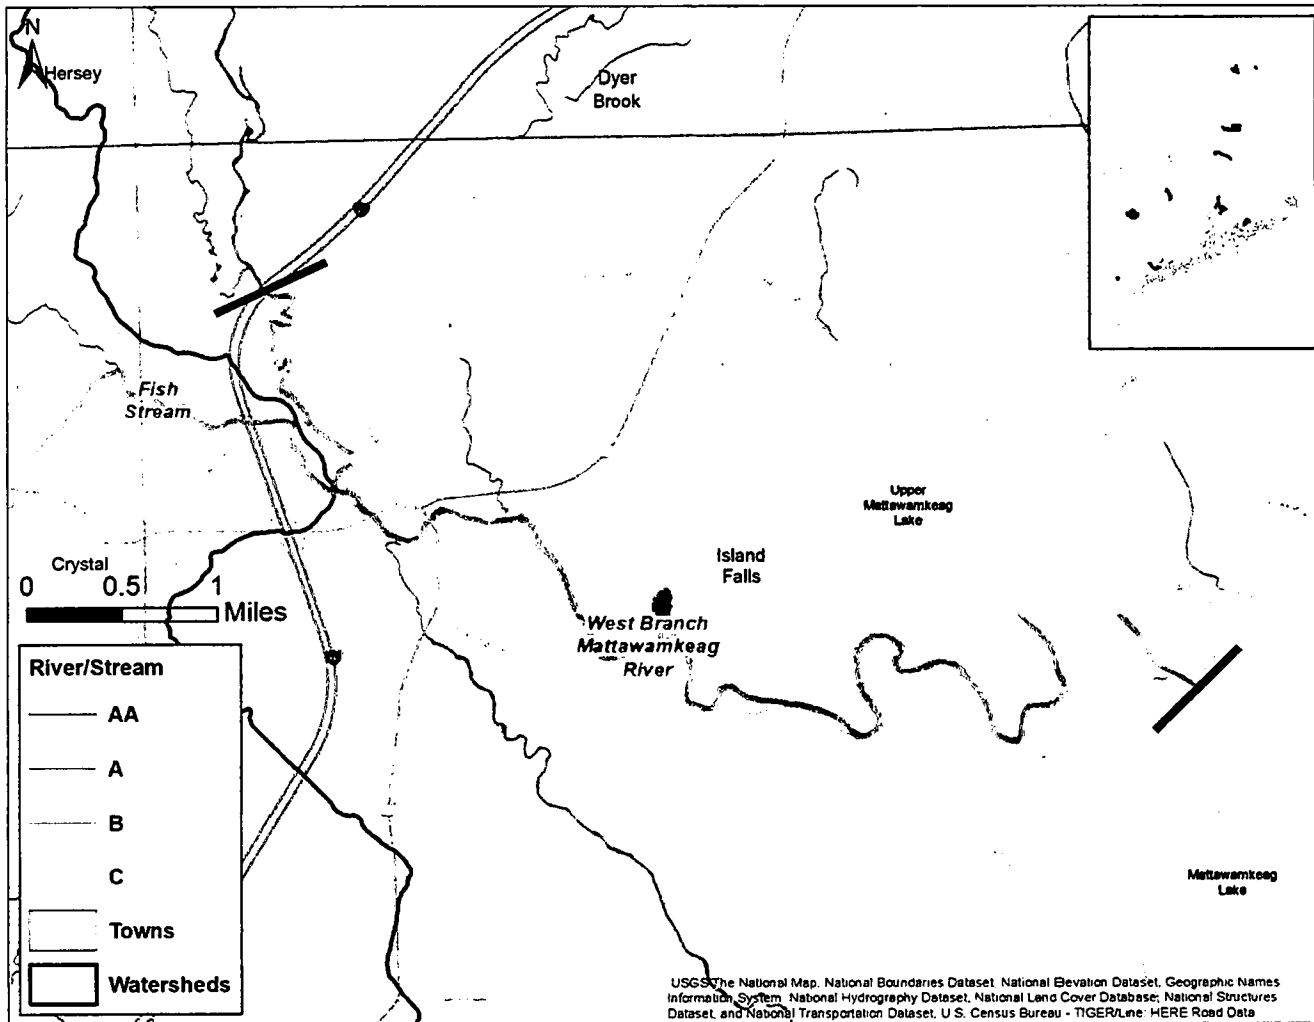 N
Hersey
Dyer
Brook
Fish
Stream
Upper
Mattawamkeag
Lake
Island
Falls
Crystal
0 0.5 1
Miles
West Branch
Mattawamkeag
River
River/Stream
AA
A
B
C
Towns
Watersheds
Mattawamkeag
Lake
USGS The National Map. National Boundaries Dataset, National Elevation Dataset, Geographic Names
Information System, National Hydrography Dataset, National Land Cover Database; National Structures
Dataset, and National Transportation Dataset, U.S. Census Bureau - TIGER/Line: HERE Road Data